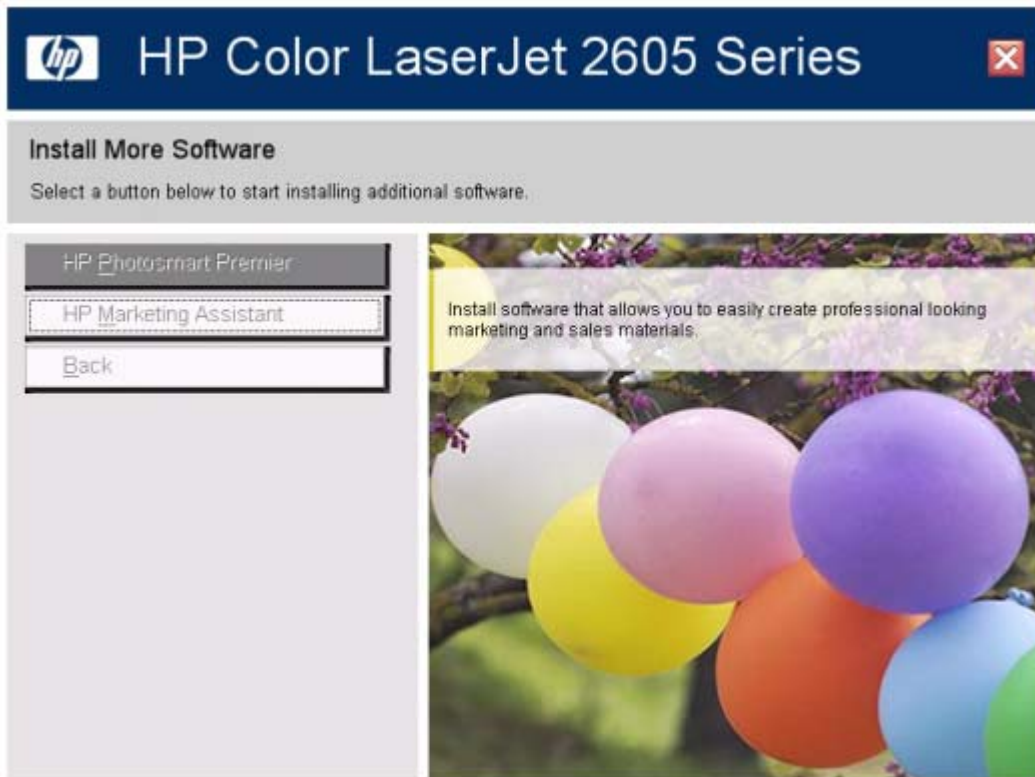 hp HP Color LaserJet 2605 Series
Install More Software
Select a button below to start installing additional software.
HP Photosmart Premier
HP Marketing Assistant
Back
Install software that allows you to easily create professional looking
marketing and sales materials.